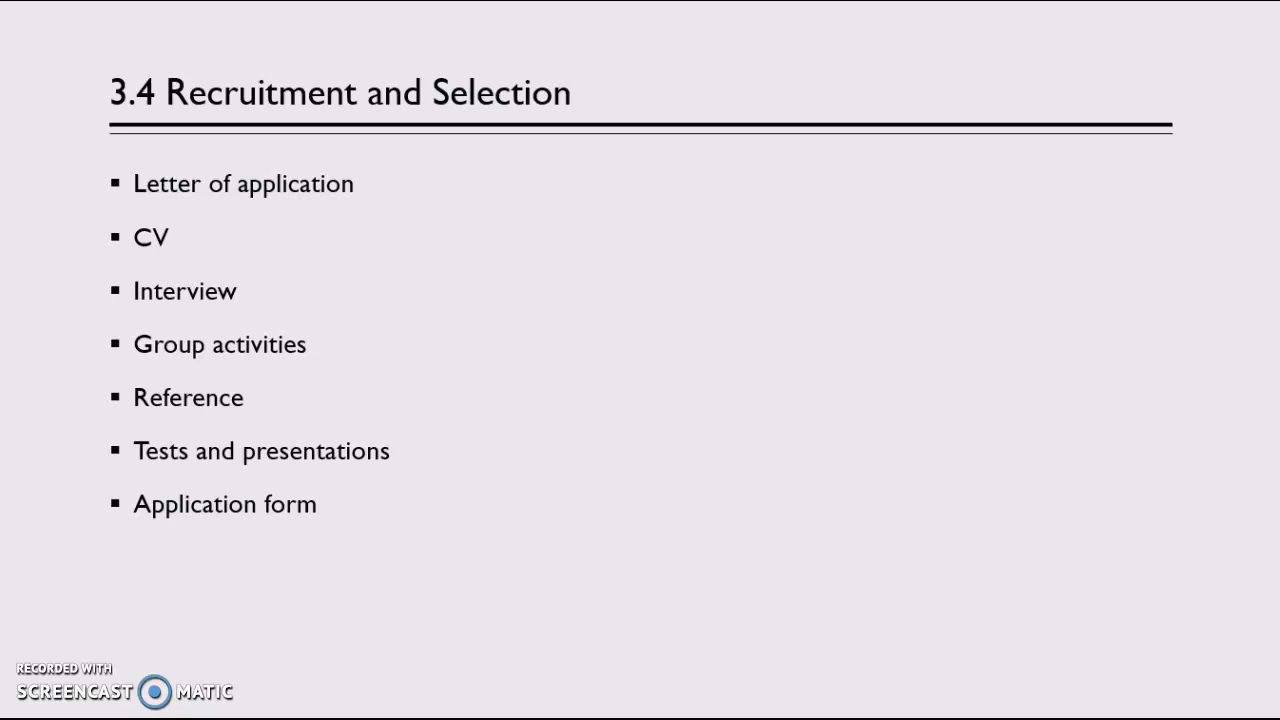 3.4 Recruitment and Selection
▪ Letter of application
▪ CV
▪ Interview
▪ Group activities
▪ Reference
▪ Tests and presentations
▪ Application form
RECORDED WITH
SCREENCAST MATIC